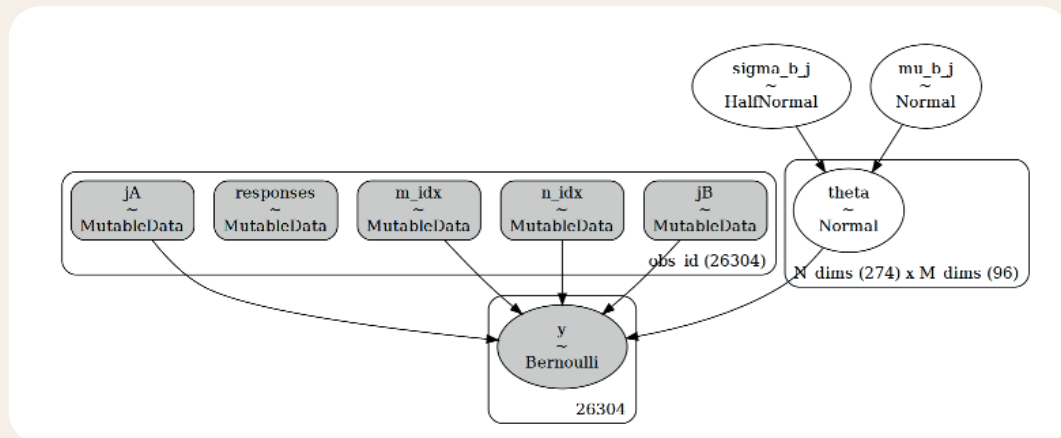 sigma_b_j
~
HalfNormal
mu_b_j
~
Normal
jA
~
MutableData
responses
~
MutableData
m_idx
~
MutableData
n_idx
~
MutableData
jB
~
MutableData
theta
~
Normal
obs_id (26304)
N_dims (274) x M_dims (96)
y
~
Bernoulli
26304